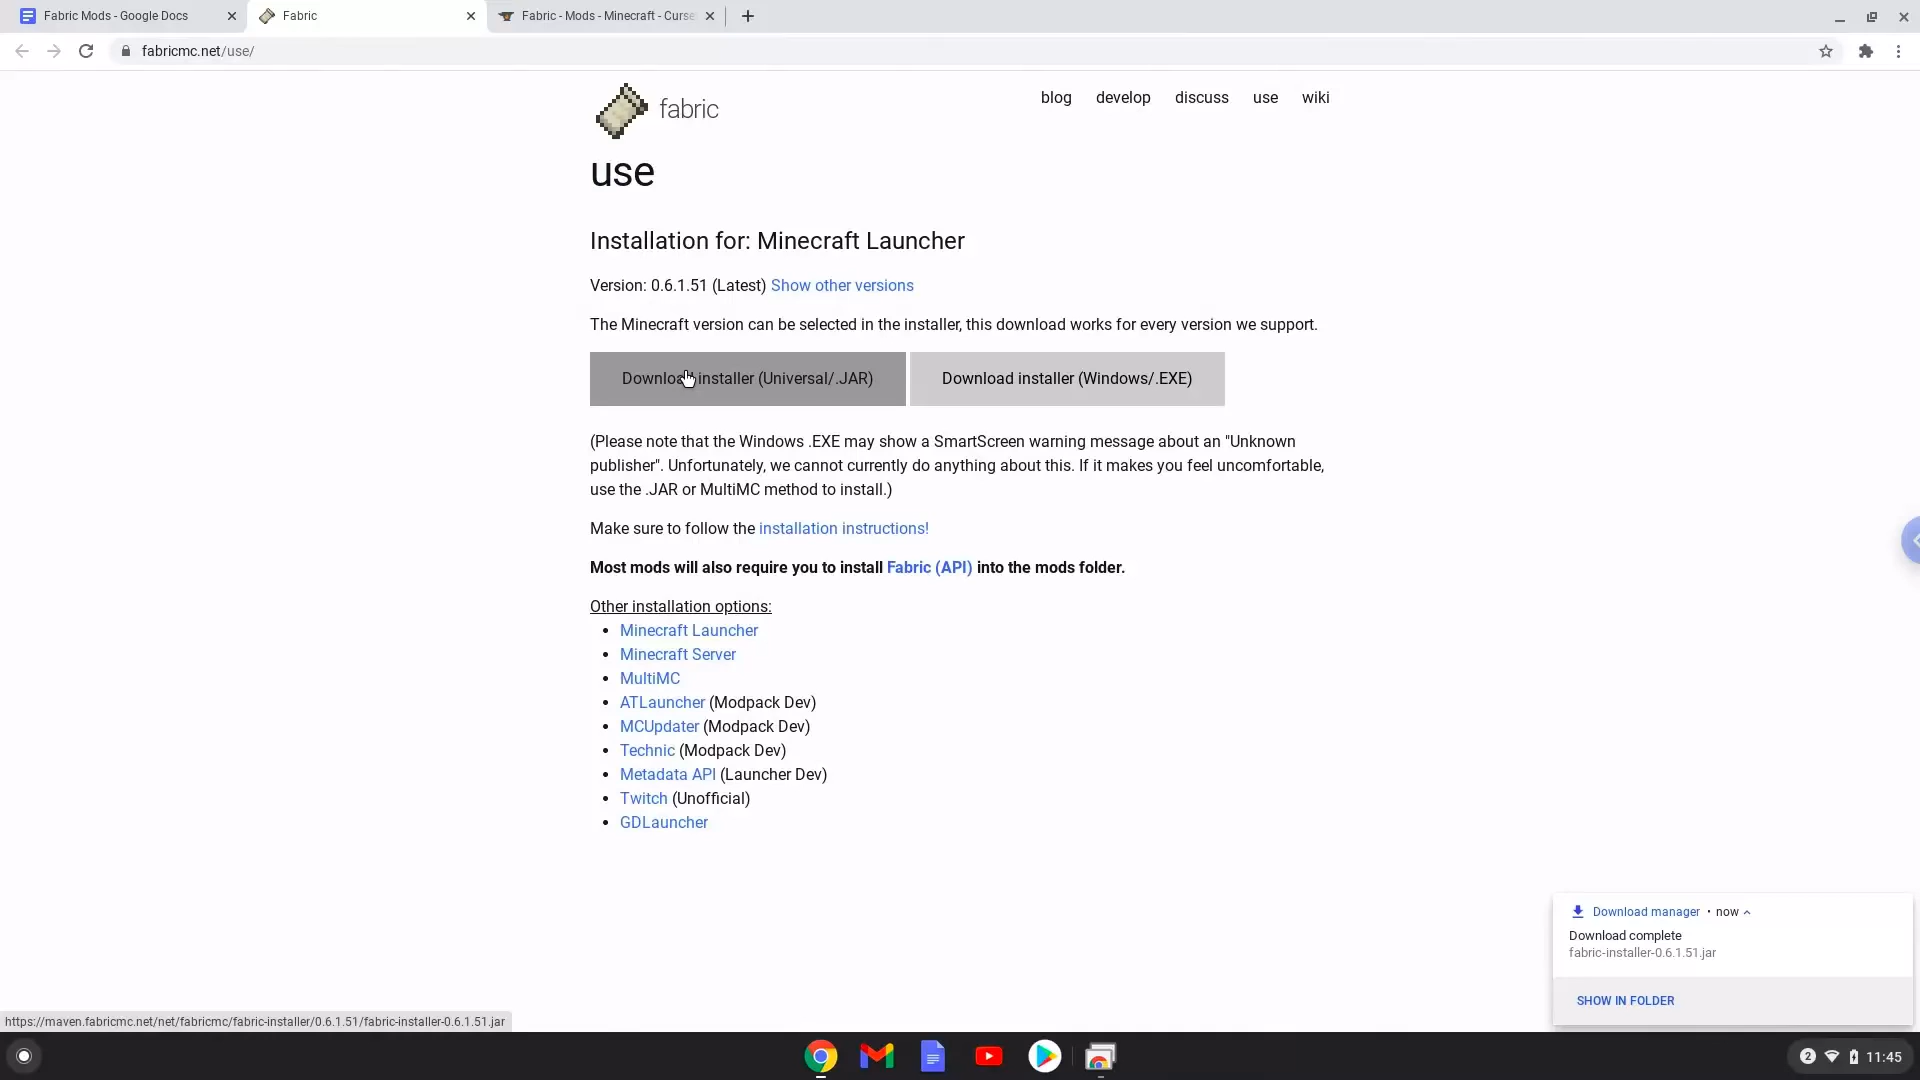 Fabric Mods - Google Docs
Fabric
Fabric - Mods - Minecraft - Curse
fabricmc.net/use/
fabric
blog
develop
discuss
use
wiki
use
Installation for: Minecraft Launcher
Version: 0.6.1.51 (Latest) Show other versions
The Minecraft version can be selected in the installer, this download works for every version we support.
Download installer (Universal/.JAR)
Download installer (Windows/.EXE)
(Please note that the Windows .EXE may show a SmartScreen warning message about an "Unknown
publisher". Unfortunately, we cannot currently do anything about this. If it makes you feel uncomfortable,
use the .JAR or MultiMC method to install.)
Make sure to follow the installation instructions!
Most mods will also require you to install Fabric (API) into the mods folder.
Other installation options:
Minecraft Launcher
Minecraft Server
MultiMC
ATLauncher (Modpack Dev)
MCUpdater (Modpack Dev)
Technic (Modpack Dev)
Metadata API (Launcher Dev)
Twitch (Unofficial)
GDLauncher
Download manager • now
Download complete
fabric-installer-0.6.1.51.jar
SHOW IN FOLDER
https://maven.fabricmc.net/net/fabricmc/fabric-installer/0.6.1.51/fabric-installer-0.6.1.51.jar
2
11:45